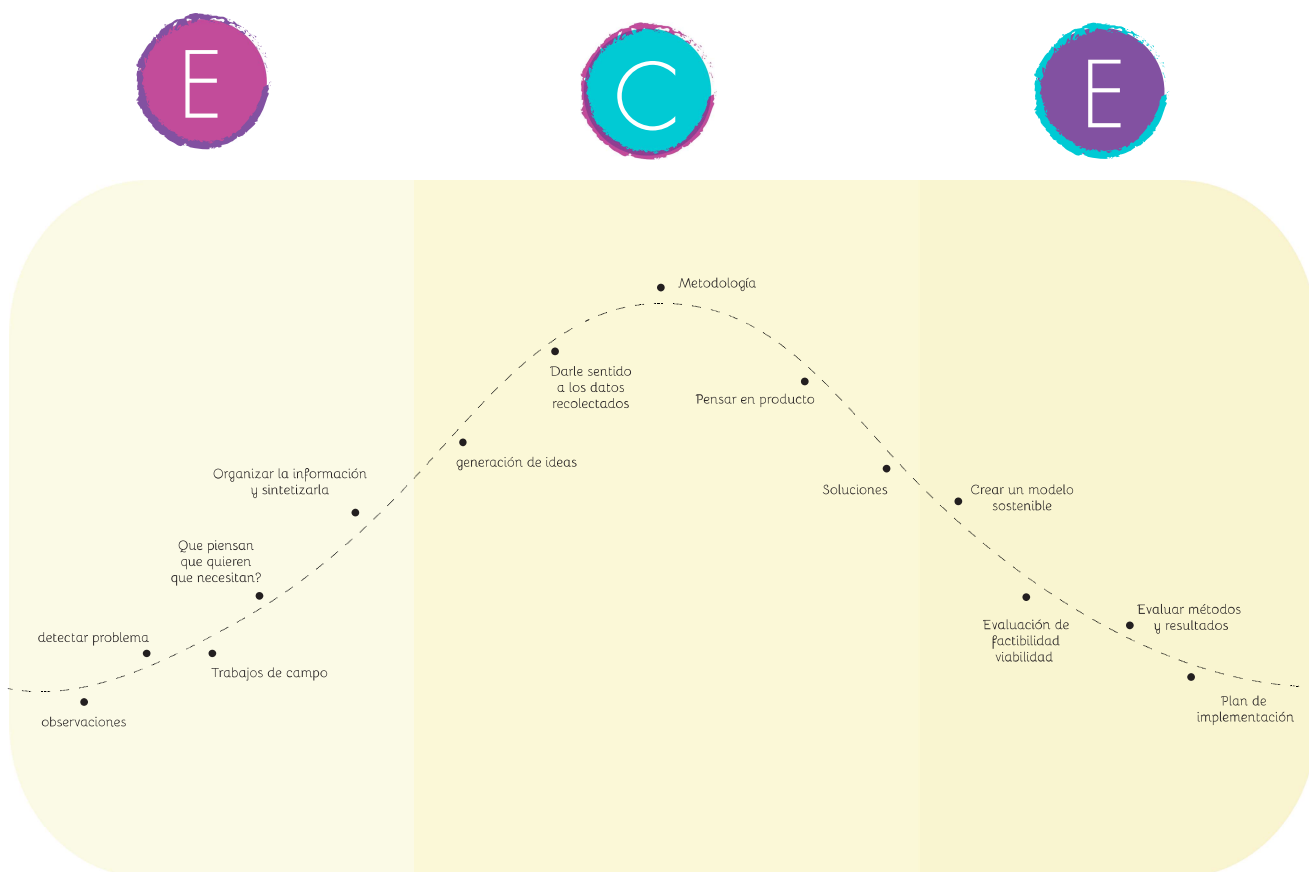 E
C
E
Metodología
Darle sentido
a los datos
recolectados
Pensar en producto
generación de ideas
Organizar la información
y sintetizarla
Soluciones
Crear un modelo
sostenible
Que piensan
que quieren
que necesitan?
detectar problema
Trabajos de campo
observaciones
Evaluación de
factibilidad
viabilidad
Evaluar métodos
y resultados
Plan de
implementación